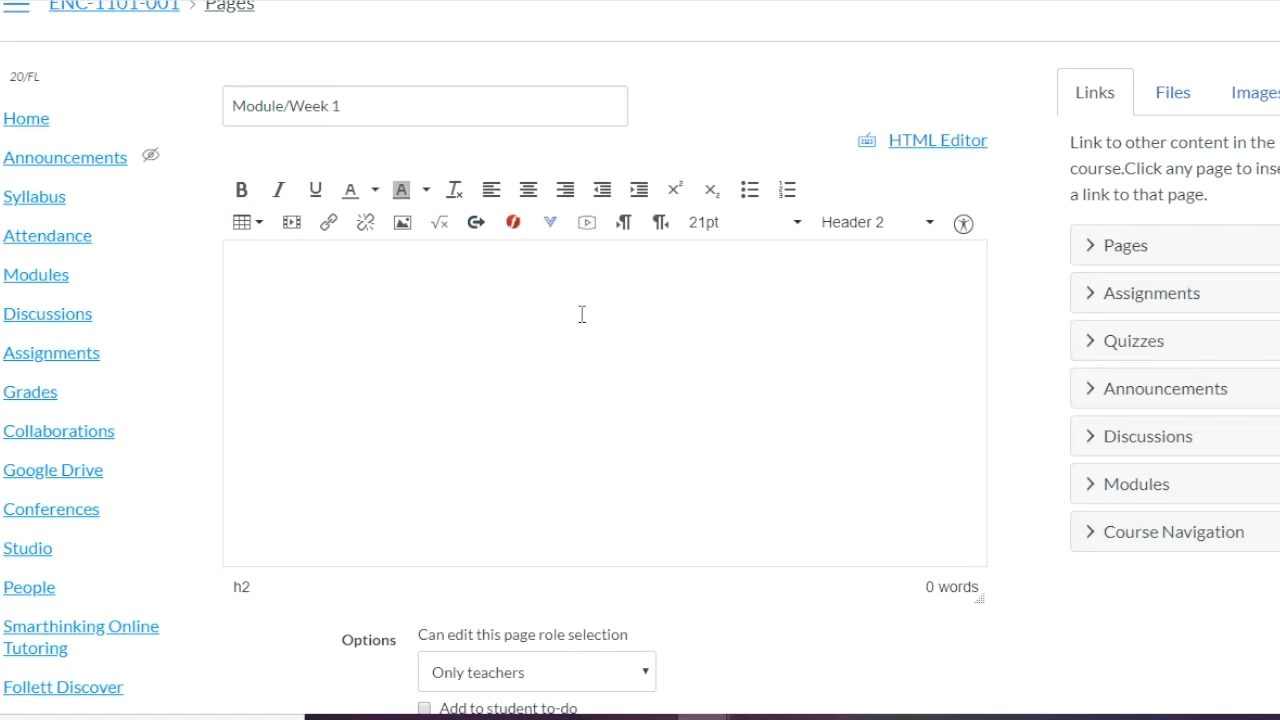 ENC-1101-001 > Pages
20/FL
Home
Announcements
Syllabus
Attendance
Modules
Discussions
Assignments
Grades
Collaborations
Google Drive
Conferences
Studio
People
Smarthinking Online
Tutoring
Follett Discover
Module/Week 1
HTML Editor
21pt
Header 2
h2
0 words
Options
Can edit this page role selection
Only teachers
Add to student to-do
Links
Files
Images
Link to other content in the
course.Click any page to inse
a link to that page.
Pages
Assignments
Quizzes
Announcements
Discussions
Modules
Course Navigation